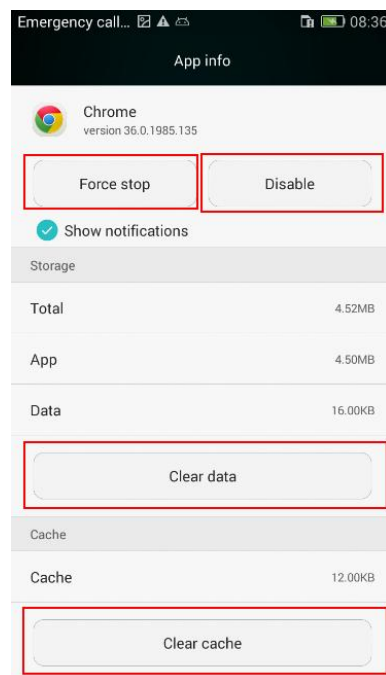 Emergency call... 08:36
App info
Chrome
version 36.0.1985.135
Force stop Disable
Show notifications
Storage
Total 4.52MB
App 4.50MB
Data 16.00KB
Clear data
Cache
Cache 12.00KB
Clear cache